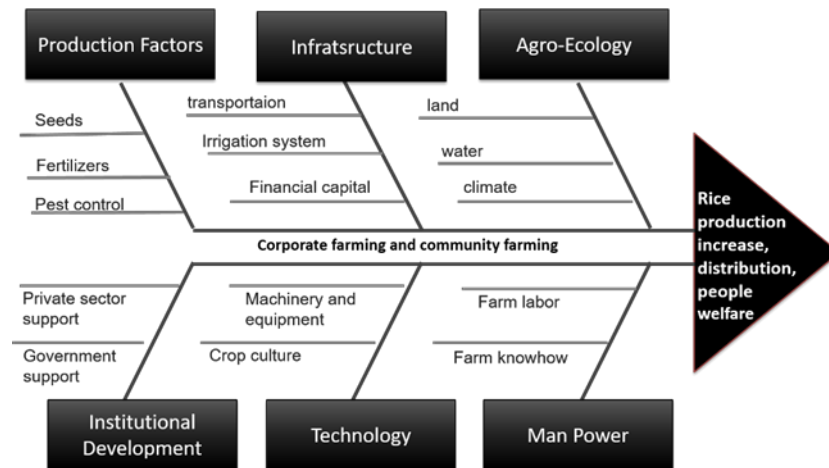 Production Factors
Infratsructure
Agro-Ecology
Seeds
Fertilizers
Pest control
transportaion
Irrigation system
Financial capital
land
water
climate
Corporate farming and community farming
Rice
production
increase,
distribution,
people
welfare
Private sector
support
Government
support
Machinery and
equipment
Crop culture
Farm labor
Farm knowhow
Institutional
Development
Technology
Man Power